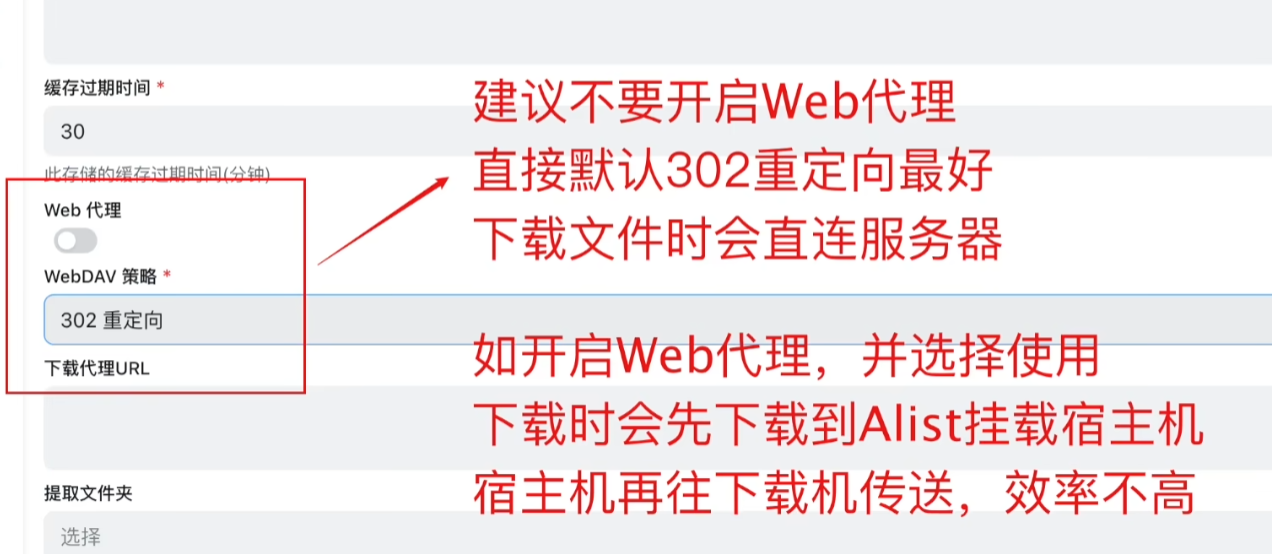 缓存过期时间 *
30
此存储的缓存过期时间(分钟)
Web 代理
WebDAV 策略 *
302 重定向
下载代理URL
提取文件夹
选择
建议不要开启Web代理
直接默认302重定向最好
下载文件时会直连服务器
如开启Web代理，并选择使用
下载时会先下载到Alist挂载宿主机
宿主机再往下载机传送，效率不高